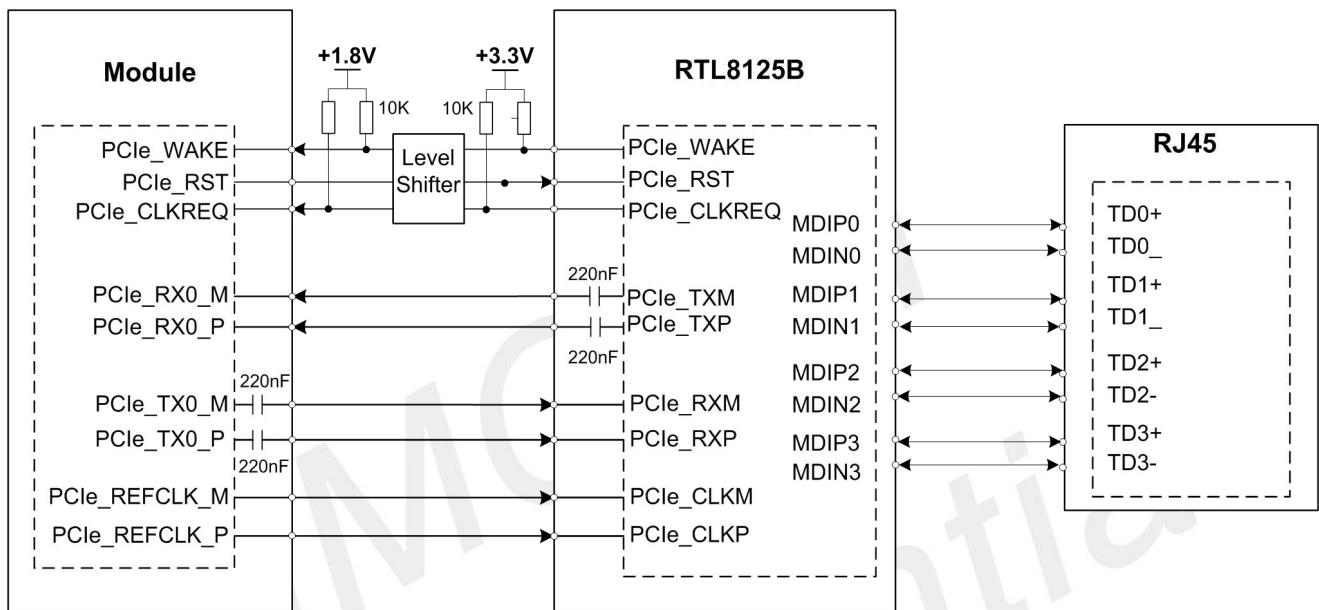 +1.8V
+3.3V
Module
RTL8125B
10K
10K
RJ45
PCIe_WAKE
Level
Shifter
PCIe_WAKE
PCIe_RST
PCIe_RST
PCIe_CLKREQ
PCIe_CLKREQ
MDIP0
TD0+
MDIN0
TD0_
220nF
PCIe_RX0_M
PCIe_TXM
MDIP1
TD1+
PCIe_RX0_P
PCIe_TXP
MDIN1
TD1_
220nF
MDIP2
TD2+
220nF
PCIe_TX0_M
PCIe_RXM
MDIN2
TD2-
PCIe_TX0_P
PCIe_RXP
MDIP3
TD3+
220nF
MDIN3
TD3-
PCIe_REFCLK_M
PCIe_CLKM
PCIe_REFCLK_P
PCIe_CLKP